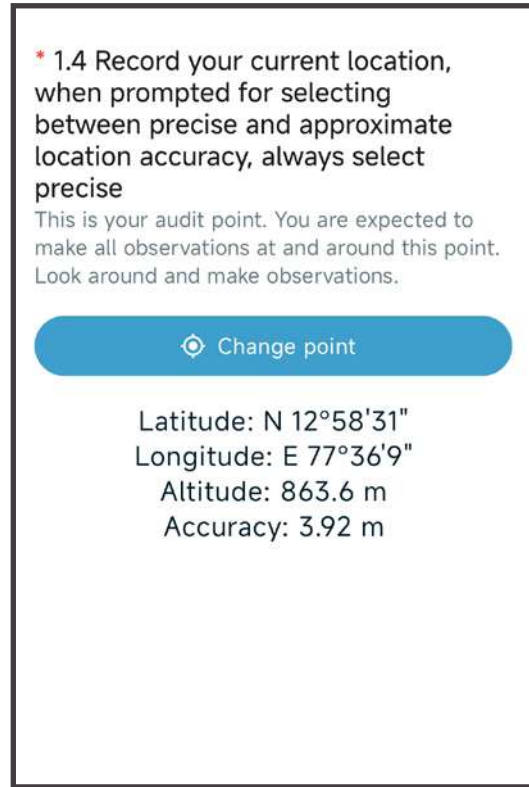 * 1.4 Record your current location,
when prompted for selecting
between precise and approximate
location accuracy, always select
precise
This is your audit point. You are expected to
make all observations at and around this point.
Look around and make observations.
Change point
Latitude: N 12°58'31"
Longitude: E 77°36'9"
Altitude: 863.6 m
Accuracy: 3.92 m